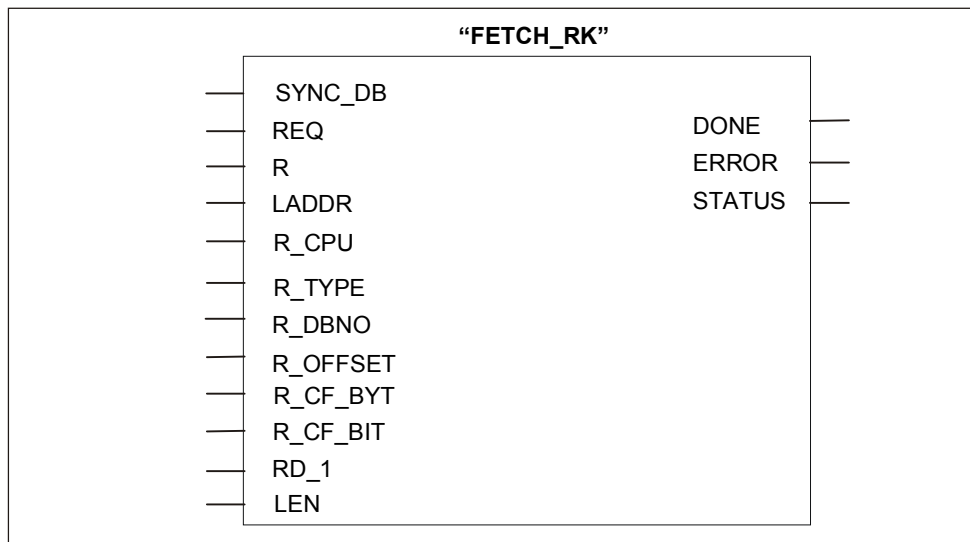 “FETCH_RK”
SYNC_DB
REQ
R
LADDR
R_CPU
R_TYPE
R_DBNO
R_OFFSET
R_CF_BYT
R_CF_BIT
RD_1
LEN
DONE
ERROR
STATUS